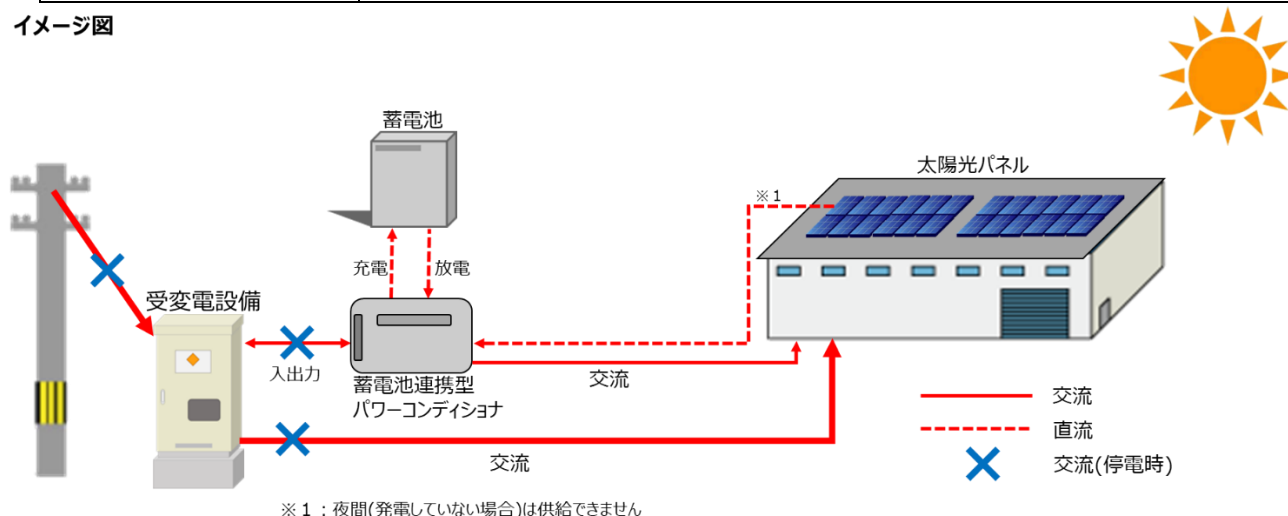 イメージ図
蓄電池
太陽光パネル
※1
充電
放電
受変電設備
入出力
蓄電池連携型
パワーコンディショナ
交流
交流
交流
直流
交流(停電時)
※1：夜間(発電していない場合)は供給できません